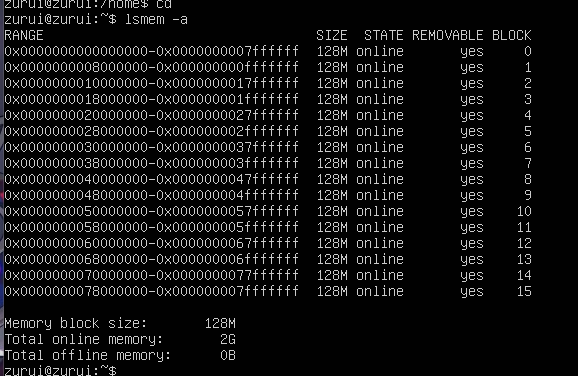 zurui@zurui:/home$ cd
zurui@zurui:~$ lsmem -a
RANGE                                  SIZE  STATE REMOVABLE BLOCK
0x0000000000000000-0x0000000007ffffff  128M online       yes     0
0x0000000008000000-0x000000000fffffff  128M online       yes     1
0x0000000010000000-0x0000000017ffffff  128M online       yes     2
0x0000000018000000-0x000000001fffffff  128M online       yes     3
0x0000000020000000-0x0000000027ffffff  128M online       yes     4
0x0000000028000000-0x000000002fffffff  128M online       yes     5
0x0000000030000000-0x0000000037ffffff  128M online       yes     6
0x0000000038000000-0x000000003fffffff  128M online       yes     7
0x0000000040000000-0x0000000047ffffff  128M online       yes     8
0x0000000048000000-0x000000004fffffff  128M online       yes     9
0x0000000050000000-0x0000000057ffffff  128M online       yes    10
0x0000000058000000-0x000000005fffffff  128M online       yes    11
0x0000000060000000-0x0000000067ffffff  128M online       yes    12
0x0000000068000000-0x000000006fffffff  128M online       yes    13
0x0000000070000000-0x0000000077ffffff  128M online       yes    14
0x0000000078000000-0x000000007fffffff  128M online       yes    15
Memory block size:       128M
Total online memory:       2G
Total offline memory:      0B
zurui@zurui:~$